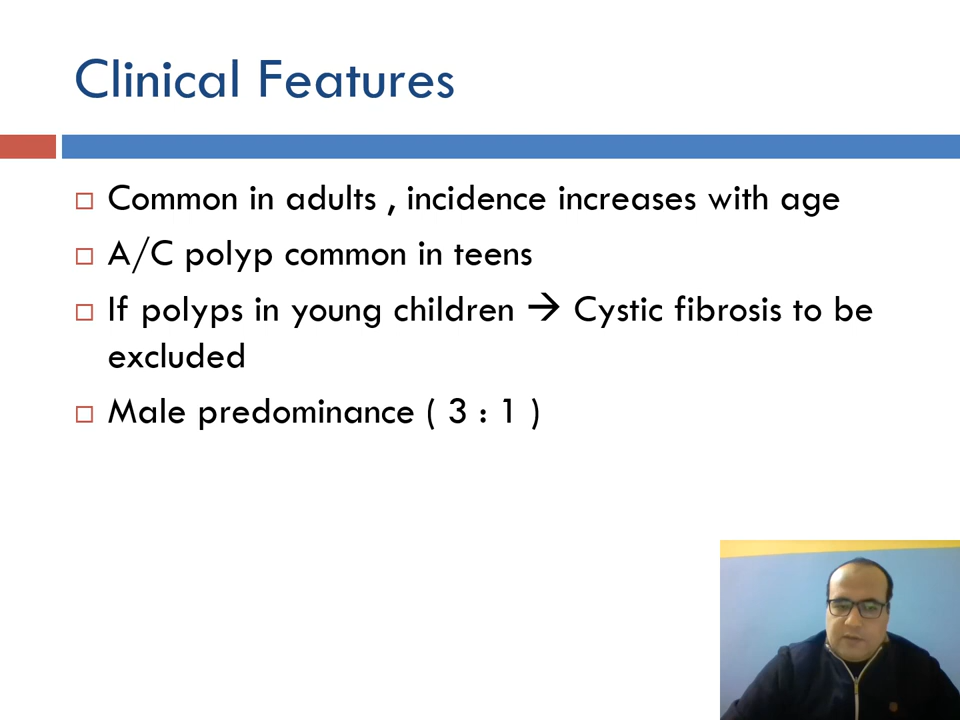 Clinical Features
Common in adults , incidence increases with age
A/C polyp common in teens
If polyps in young children → Cystic fibrosis to be
excluded
Male predominance ( 3 : 1 )